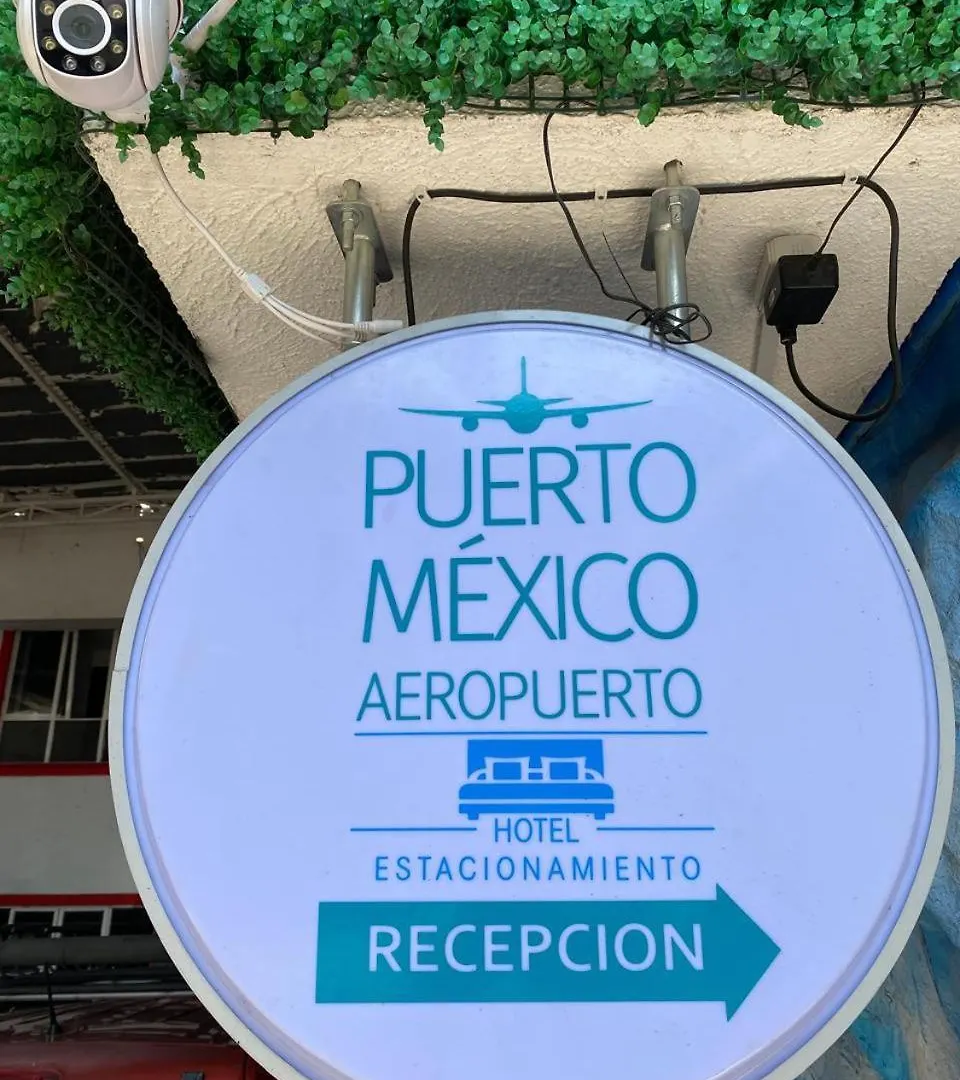 PUERTO
MÉXICO
AEROPUERTO
HOTEL
ESTACIONAMIENTO
RECEPCION